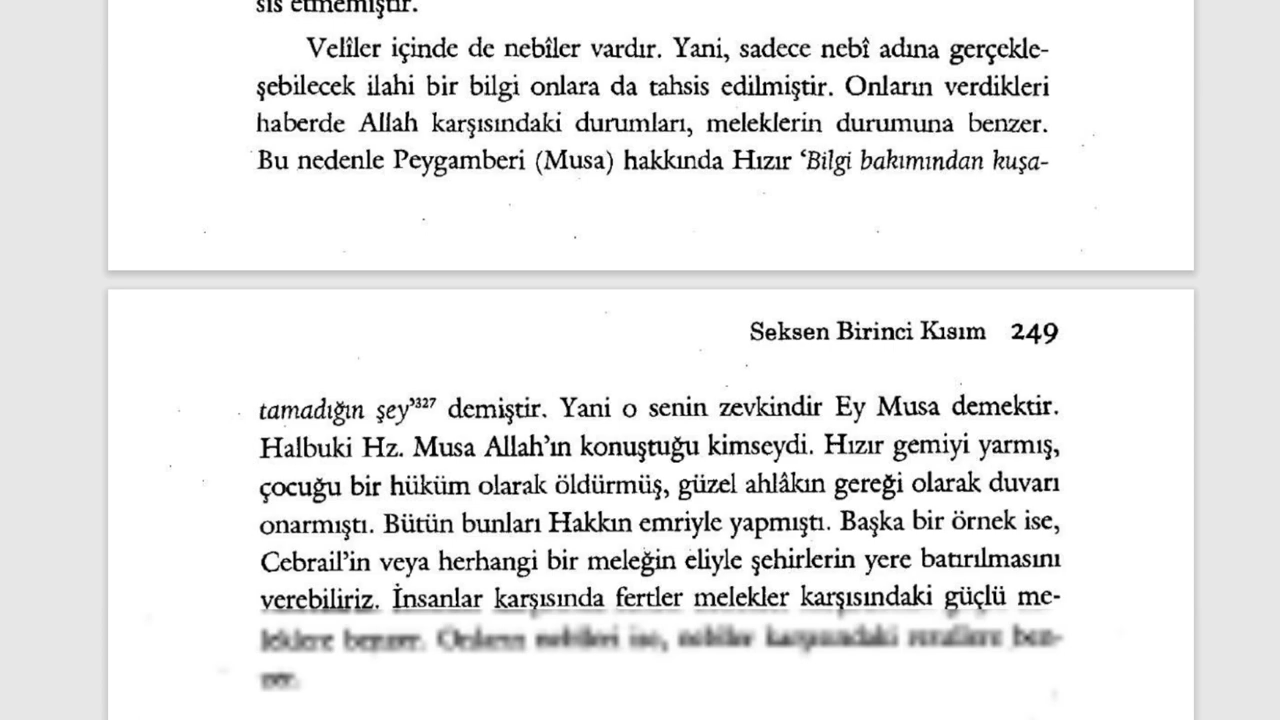 sis etmemiştir.
Velîler içinde de nebîler vardır. Yani, sadece nebî adına gerçekle-
şebilecek ilahi bir bilgi onlara da tahsis edilmiştir. Onların verdikleri
haberde Allah karşısındaki durumları, meleklerin durumuna benzer.
Bu nedenle Peygamberi (Musa) hakkında Hızır ‘Bilgi bakımından kuşa-
Seksen Birinci Kısım 249
tamadığın şey’³²⁷ demiştir. Yani o senin zevkindir Ey Musa demektir.
Halbuki Hz. Musa Allah’ın konuştuğu kimseydi. Hızır gemiyi yarmış,
çocuğu bir hüküm olarak öldürmüş, güzel ahlâkın gereği olarak duvarı
onarmıştı. Bütün bunları Hakkın emriyle yapmıştı. Başka bir örnek ise,
Cebrail’in veya herhangi bir meleğin eliyle şehirlerin yere batırılmasını
verebiliriz. İnsanlar karşısında fertler melekler karşısındaki güçlü me-
leklere benzer.